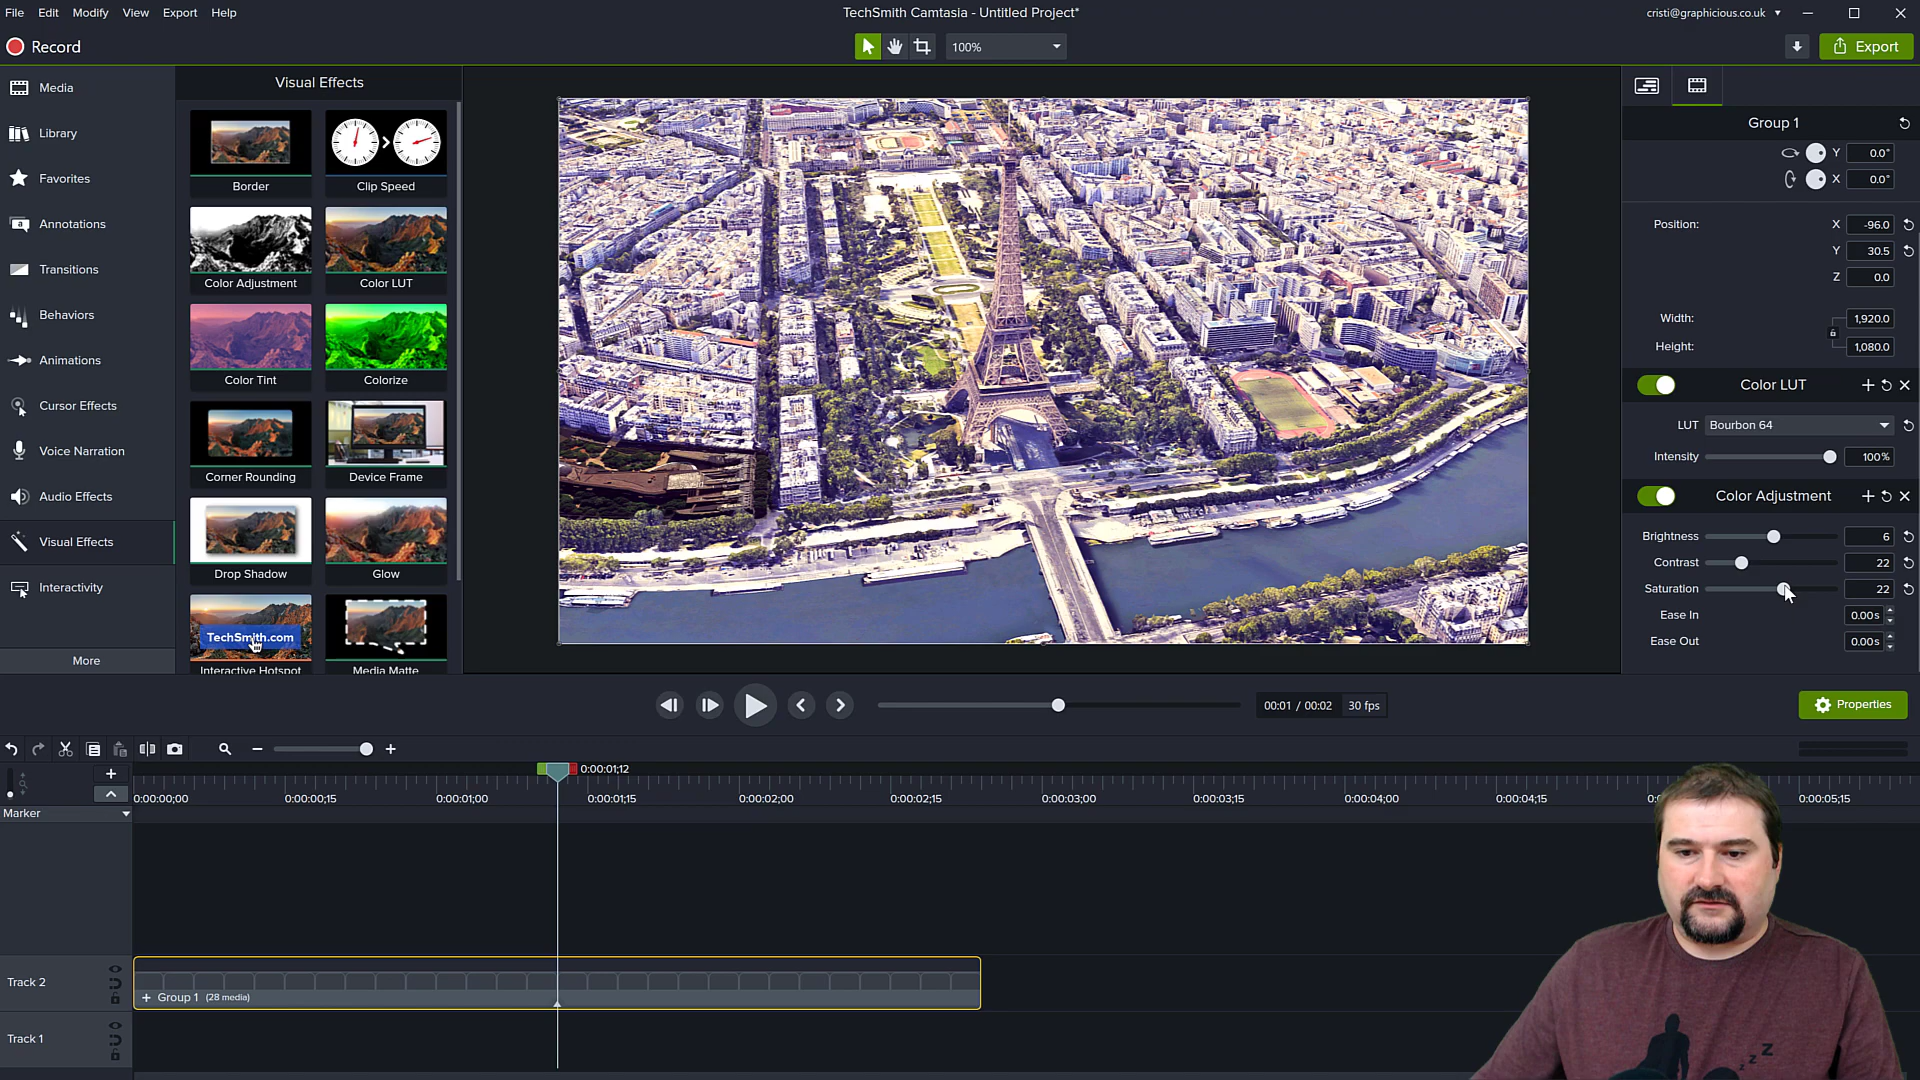 File Edit Modify View Export Help
TechSmith Camtasia - Untitled Project*
cristi@graphicious.co.uk
Record
100%
Export
Media
Library
Favorites
Annotations
Transitions
Behaviors
Animations
Cursor Effects
Voice Narration
Audio Effects
Visual Effects
Interactivity
More
Visual Effects
Border Clip Speed
Color Adjustment Color LUT
Color Tint Colorize
Corner Rounding Device Frame
Drop Shadow Glow
TechSmith.com
Interactive Hotspot Media Matte
Group 1
Y 0.0°
X 0.0°
Position: X -96.0
Y 30.5
Z 0.0
Width: 1,920.0
Height: 1,080.0
Color LUT
LUT Bourbon 64
Intensity 100%
Color Adjustment
Brightness 6
Contrast 22
Saturation 22
Ease In 0.00s
Ease Out 0.00s
00:01 / 00:02 30 fps
Properties
0:00:01;12
0:00:00;00 0:00:00;15 0:00:01;00 0:00:01;15 0:00:02;00 0:00:02;15 0:00:03;00 0:00:03;15 0:00:04;00 0:00:04;15 0:00:05;15
Marker
Track 2
+ Group 1 (28 media)
Track 1
z z Z